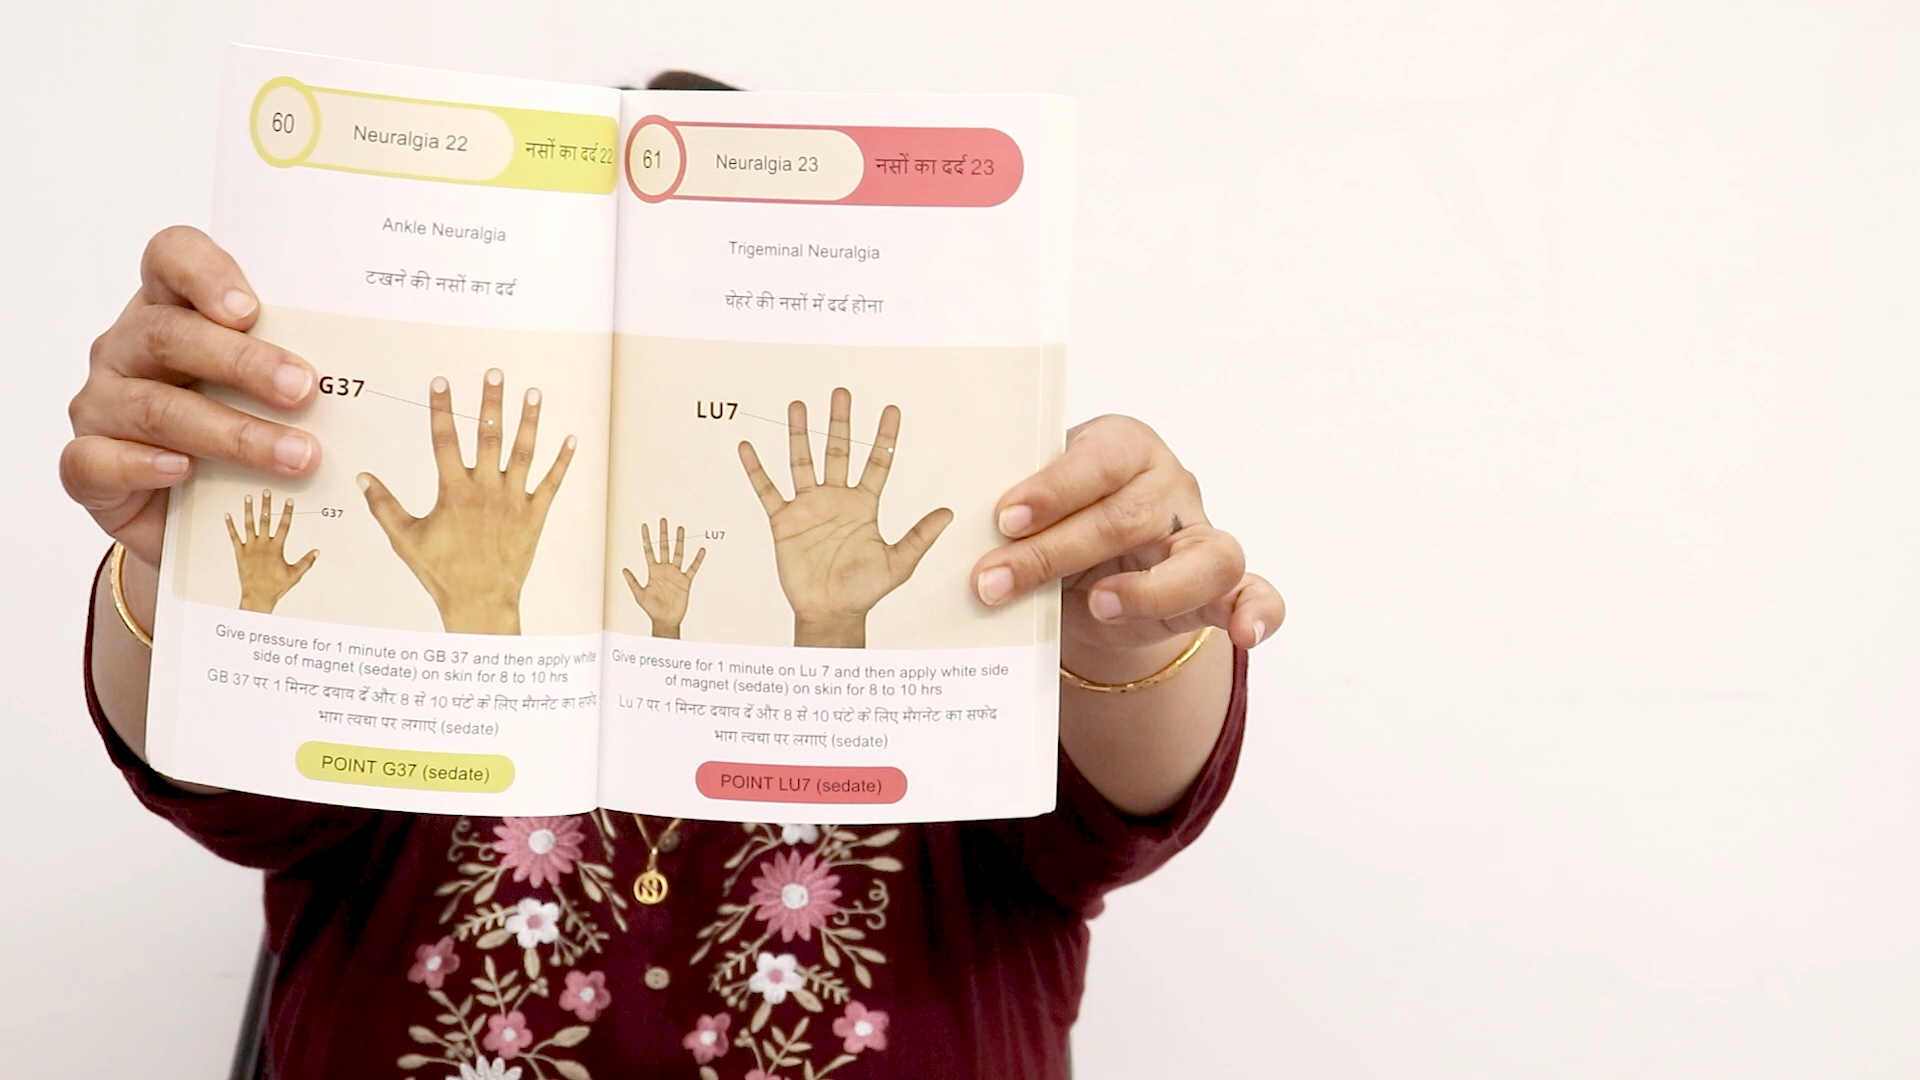 60
Neuralgia 22
नसों का दर्द 22
Ankle Neuralgia
टखने की नसों का दर्द
G37
G37
Give pressure for 1 minute on GB 37 and then apply white
side of magnet (sedate) on skin for 8 to 10 hrs
GB 37 पर 1 मिनट दबाव दें और 8 से 10 घंटे के लिए मैगनेट का सफेद
भाग त्वचा पर लगाएं (sedate)
POINT G37 (sedate)
61
Neuralgia 23
नसों का दर्द 23
Trigeminal Neuralgia
चेहरे की नसों में दर्द होना
LU7
LU7
Give pressure for 1 minute on Lu 7 and then apply white side
of magnet (sedate) on skin for 8 to 10 hrs
Lu 7 पर 1 मिनट दबाव दें और 8 से 10 घंटे के लिए मैगनेट का सफेद
भाग त्वचा पर लगाएं (sedate)
POINT LU7 (sedate)